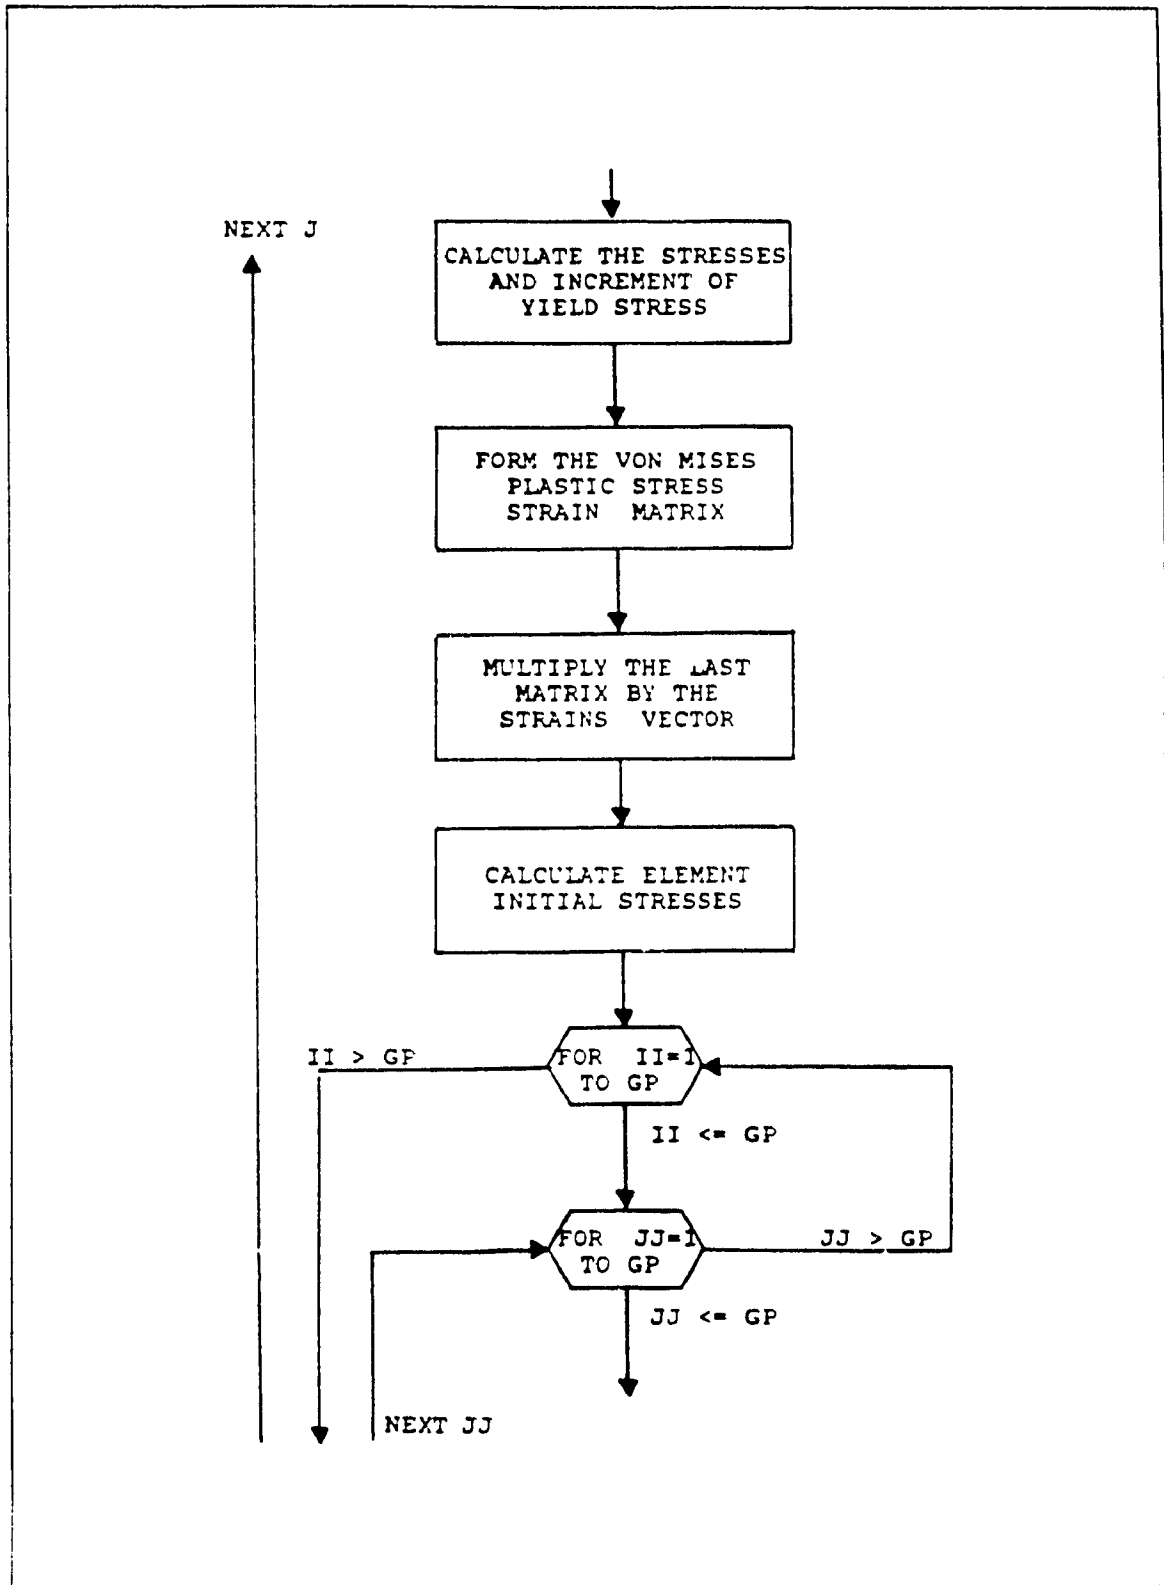 NEXT J
CALCULATE THE STRESSES
AND INCREMENT OF
YIELD STRESS
FORM THE VON MISES
PLASTIC STRESS
STRAIN MATRIX
MULTIPLY THE LAST
MATRIX BY THE
STRAINS VECTOR
CALCULATE ELEMENT
INITIAL STRESSES
II > GP
FOR II=1
TO GP
II <= GP
FOR JJ=1
TO GP
JJ > GP
JJ <= GP
NEXT JJ